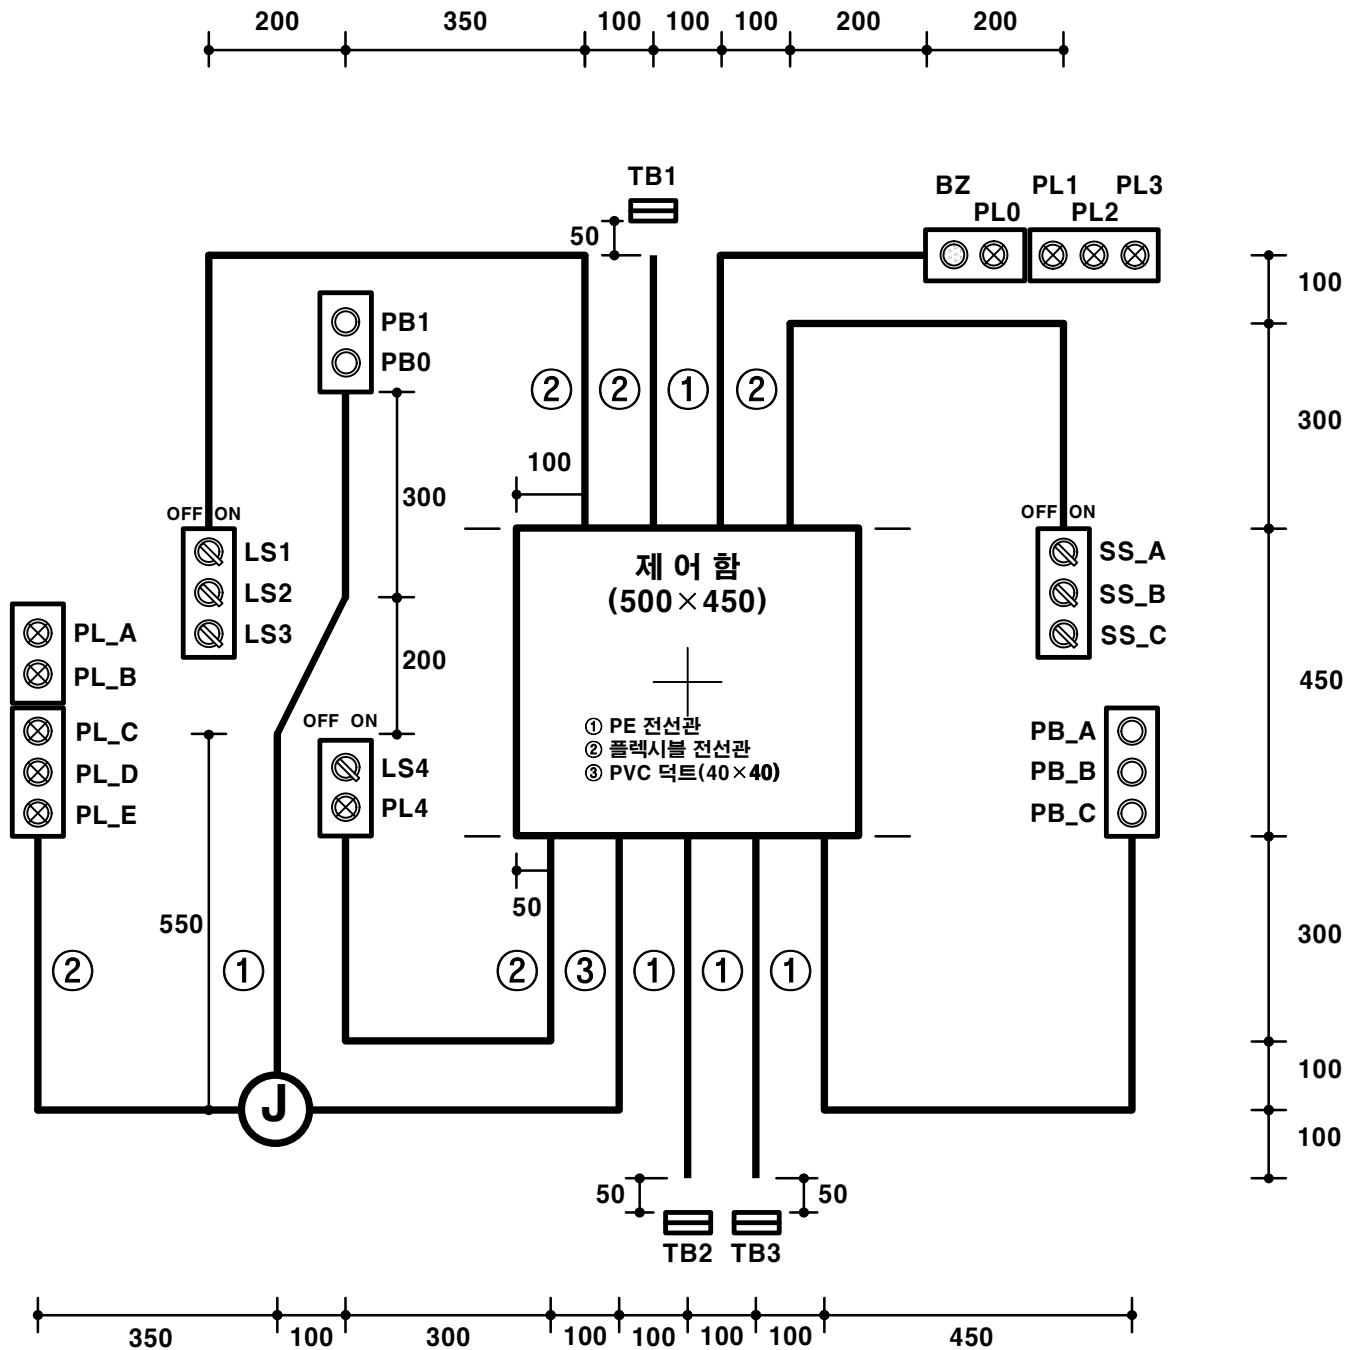 200 350 100 100 100 200 200
TB1
BZ PL1 PL3
PL0 PL2
50
100
PB1
PB0
② ② ① ②
300
100
300
OFF ON
OFF ON
LS1
LS2
LS3
제 어 함
(500×450)
SS_A
SS_B
SS_C
PL_A
PL_B
200
450
OFF ON
① PE 전선관
② 플렉시블 전선관
③ PVC 덕트(40×40)
PL_C
PL_D
PL_E
LS4
PL4
PB_A
PB_B
PB_C
50
550
300
② ① ② ③ ① ① ①
100
J
100
50 50
TB2 TB3
350 100 300 100 100 100 100 450